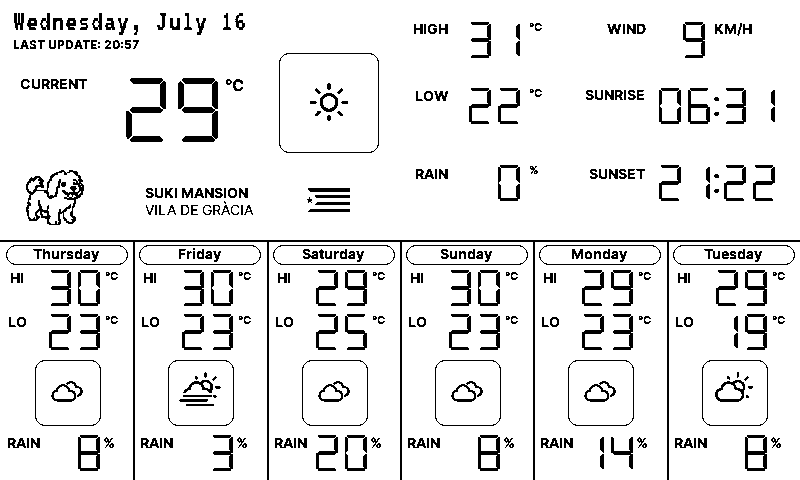 Wednesday, July 16
LAST UPDATE: 20:57
CURRENT 29 °C
HIGH 31 °C
LOW 22 °C
RAIN 0 %
WIND 9 KM/H
SUNRISE 06:31
SUNSET 21:22
SUKI MANSION
VILA DE GRÀCIA
Thursday
HI 30 °C
LO 23 °C
RAIN 8 %
Friday
HI 30 °C
LO 23 °C
RAIN 3 %
Saturday
HI 29 °C
LO 25 °C
RAIN 20 %
Sunday
HI 30 °C
LO 23 °C
RAIN 8 %
Monday
HI 29 °C
LO 23 °C
RAIN 14 %
Tuesday
HI 29 °C
LO 19 °C
RAIN 8 %